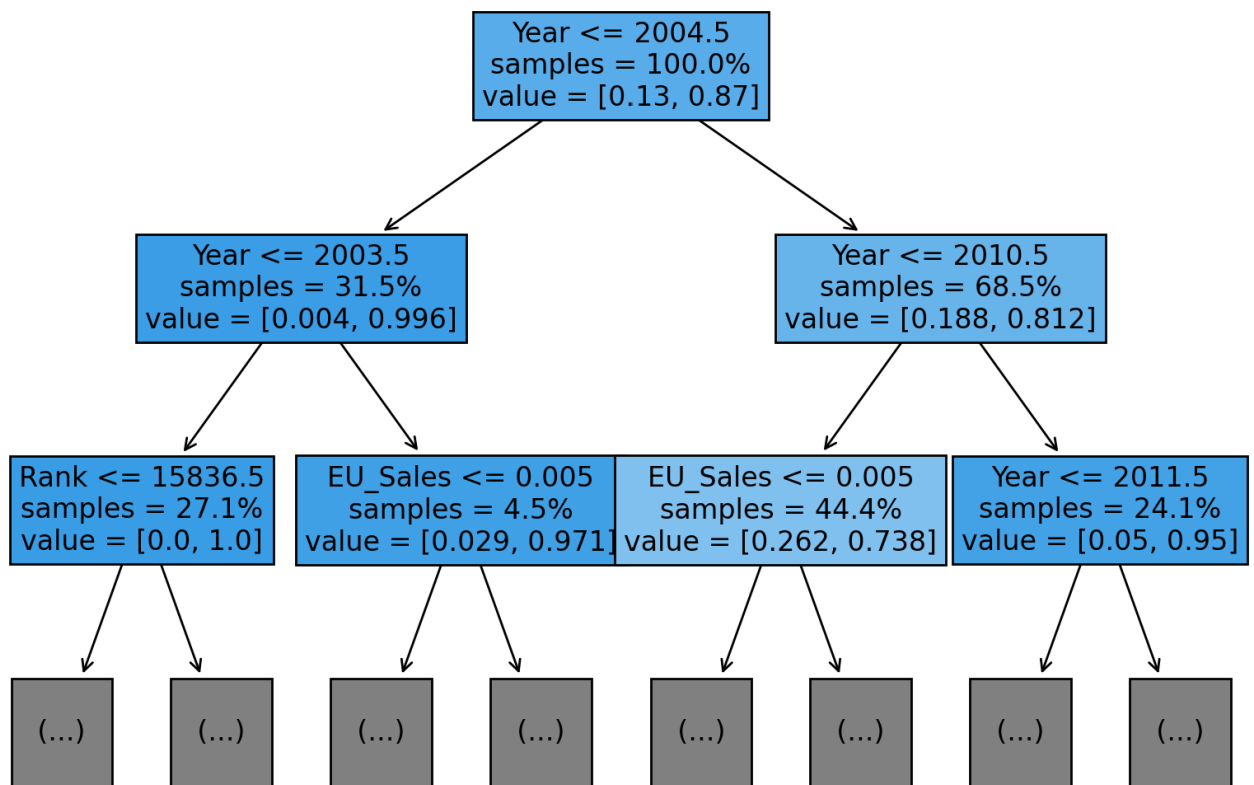 Year <= 2004.5
samples = 100.0%
value = [0.13, 0.87]
Year <= 2003.5
samples = 31.5%
value = [0.004, 0.996]
Year <= 2010.5
samples = 68.5%
value = [0.188, 0.812]
Rank <= 15836.5
samples = 27.1%
value = [0.0, 1.0]
EU_Sales <= 0.005
samples = 4.5%
value = [0.029, 0.971]
EU_Sales <= 0.005
samples = 44.4%
value = [0.262, 0.738]
Year <= 2011.5
samples = 24.1%
value = [0.05, 0.95]
(...)
(...)
(...)
(...)
(...)
(...)
(...)
(...)